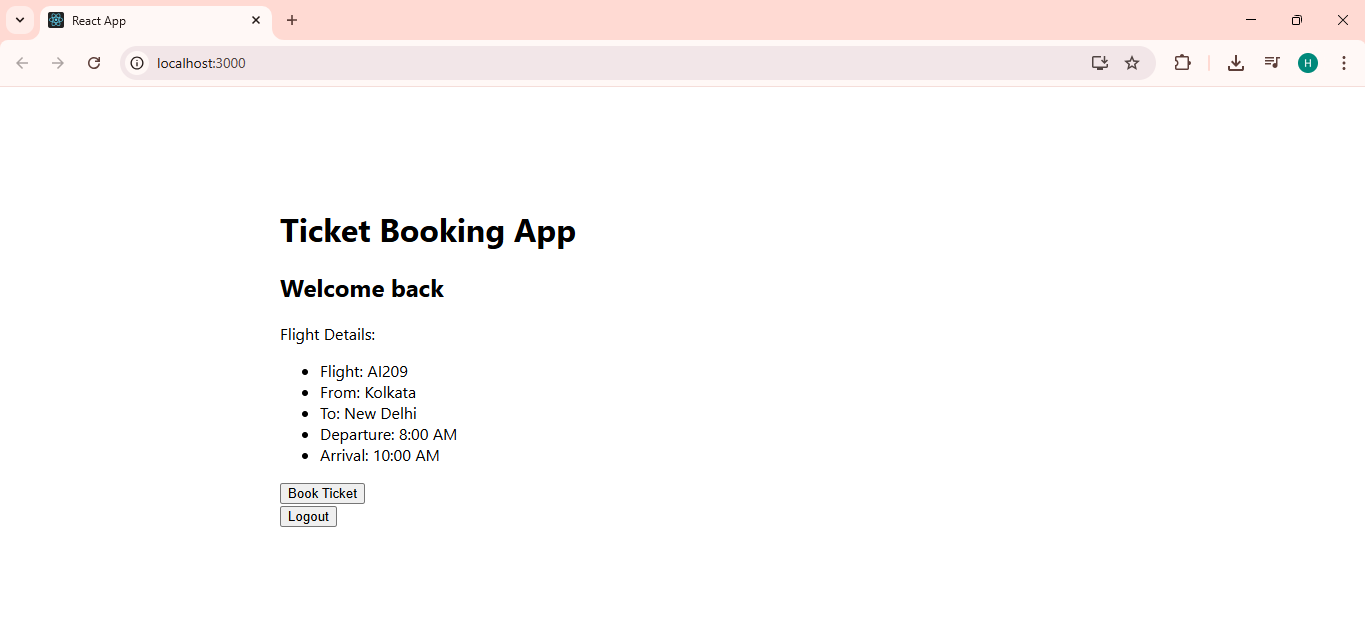 React App
localhost:3000
H
Ticket Booking App
Welcome back
Flight Details:
Flight: AI209
From: Kolkata
To: New Delhi
Departure: 8:00 AM
Arrival: 10:00 AM
Book Ticket
Logout